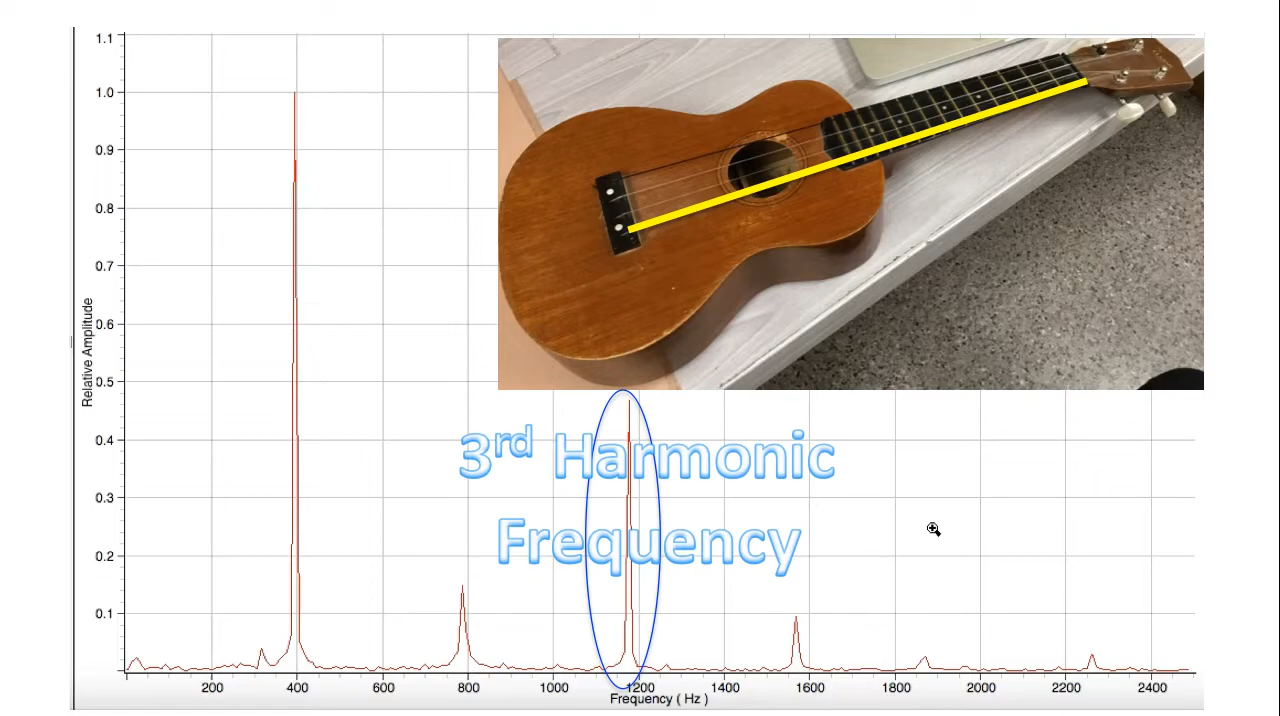 1.1
1.0
0.9
0.8
0.7
0.6
0.5
0.4
0.3
0.2
0.1
Relative Amplitude
3rd Harmonic
Frequency
200 400 600 800 1000 1200 1400 1600 1800 2000 2200 2400
Frequency ( Hz )